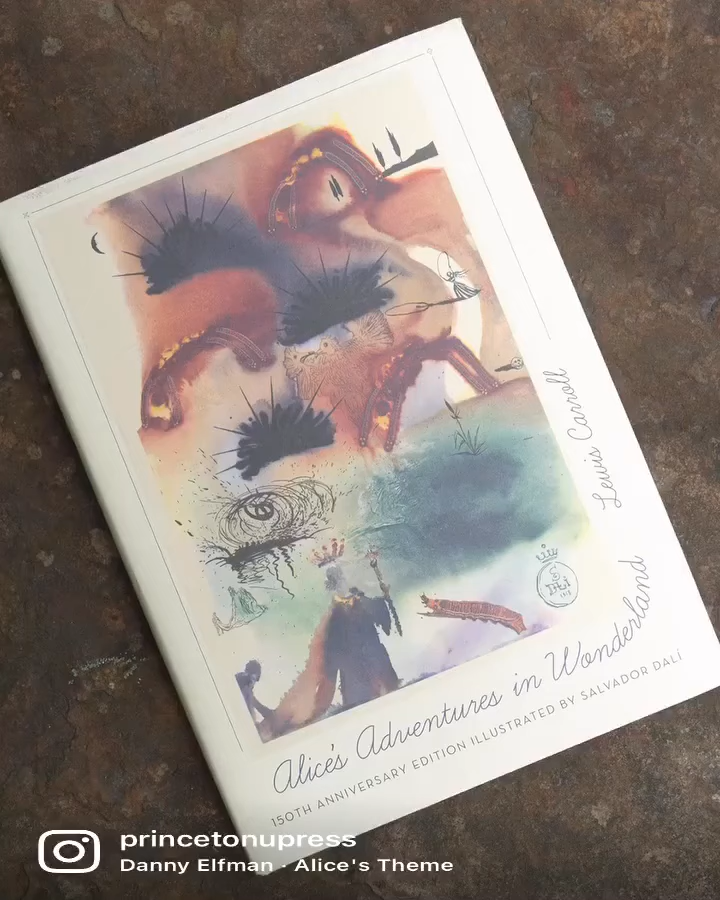 Lewis Carroll
Alice's Adventures in Wonderland
150TH ANNIVERSARY EDITION ILLUSTRATED BY SALVADOR DALÍ
princetonupress
Danny Elfman · Alice's Theme